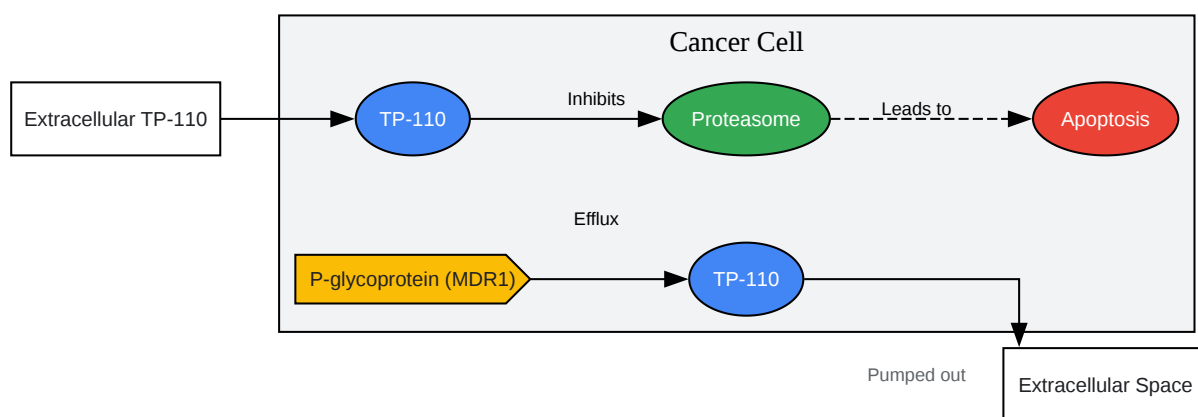 Cancer Cell
Extracellular TP-110
TP-110
Inhibits
Proteasome
Leads to
Apoptosis
Efflux
P-glycoprotein (MDR1)
TP-110
Pumped out
Extracellular Space